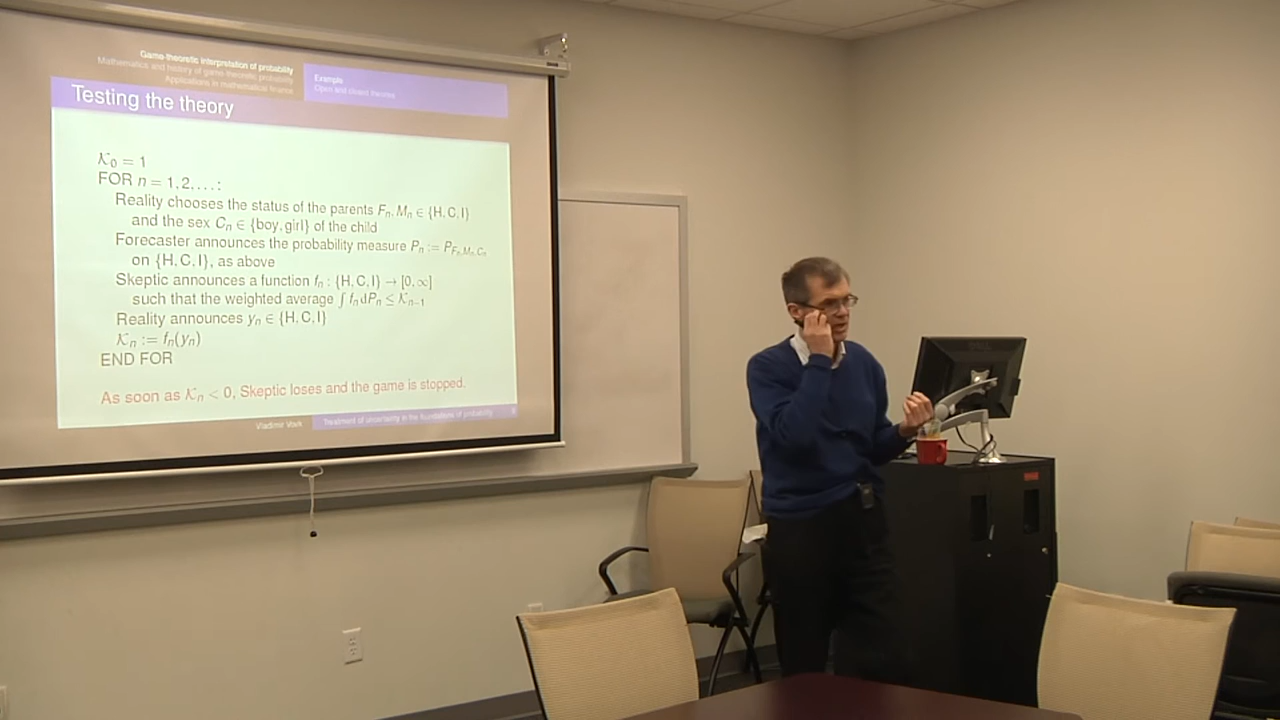 Game-theoretic interpretation of probability
Mathematics and history of game-theoretic probability
Applications in mathematical finance
Example
Open and closed theories
Testing the theory
𝒦₀ = 1
FOR n = 1, 2, . . . :
Reality chooses the status of the parents Fₙ, Mₙ ∈ {H, C, I}
and the sex Cₙ ∈ {boy, girl} of the child
Forecaster announces the probability measure Pₙ := P_{Fₙ,Mₙ,Cₙ}
on {H, C, I}, as above
Skeptic announces a function fₙ : {H, C, I} → [0, ∞]
such that the weighted average ∫ fₙdPₙ ≤ 𝒦ₙ₋₁
Reality announces yₙ ∈ {H, C, I}
𝒦ₙ := fₙ(yₙ)
END FOR
As soon as 𝒦ₙ < 0, Skeptic loses and the game is stopped.
Vladimir Vovk
Treatment of uncertainty in the foundations of probability